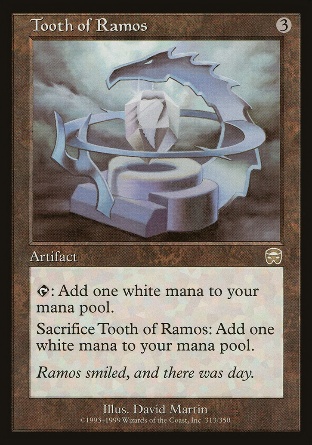 Tooth of Ramos 3
Artifact
: Add one white mana to your
mana pool.
Sacrifice Tooth of Ramos: Add one
white mana to your mana pool.
Ramos smiled, and there was day.
Illus. David Martin
©1993-1999 Wizards of the Coast, Inc. 313/350